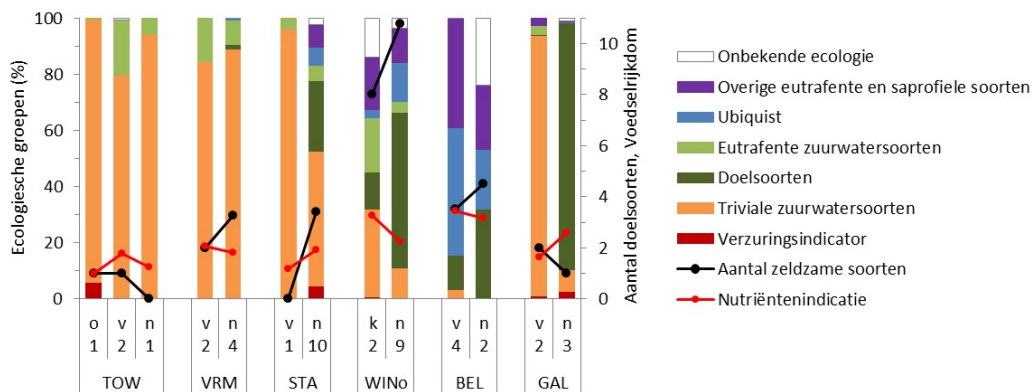 100
80
60
40
20
0
Ecologiesche groepen (%)
10
8
6
4
2
0
Aantal doelsoorten, Voedselrijkdom
o v n v n v n k n v n v n
1 2 1 2 4 1 10 2 9 4 2 2 3
TOW VRM STA WINo BEL GAL
Onbekende ecologie
Overige eutrafente en saprofiele soorten
Ubiquist
Eutrafente zuurwatersoorten
Doelsoorten
Triviale zuurwatersoorten
Verzuringsindicator
Aantal zeldzame soorten
Nutriëntenindicatie